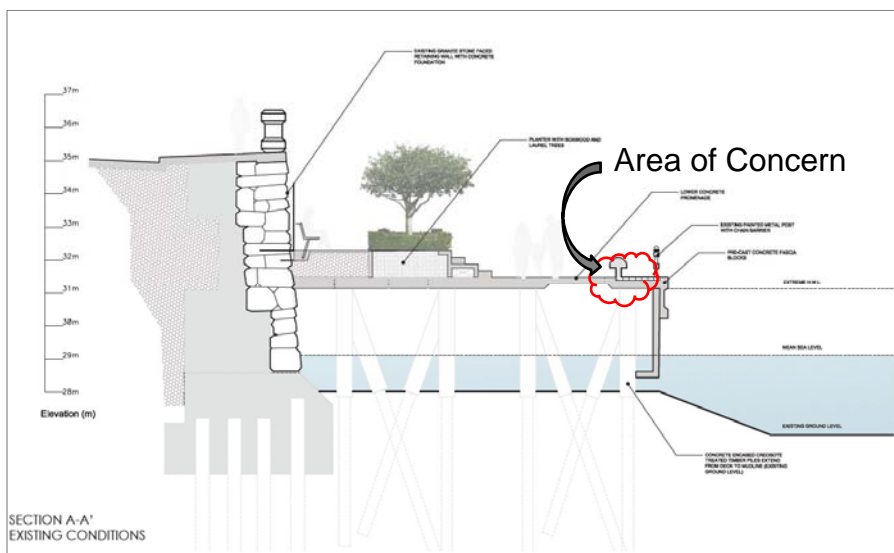 EXISTING GRANITE STONE FACED
RETAINING WALL WITH CONCRETE
FOUNDATION
37m
36m
35m
34m
33m
32m
31m
30m
29m
28m
Elevation (m)
PLANTER WITH BOXWOOD AND
LAUREL TREES
Area of Concern
LOWER CONCRETE
PROMENADE
EXISTING PAINTED METAL POST
WITH CHAIN BARRIER
PRE-CAST CONCRETE FASCIA
BLOCKS
EXTREME H.W.L.
MEAN SEA LEVEL
EXISTING GROUND LEVEL
CONCRETE ENCASED CREOSOTE
TREATED TIMBER PILES EXTEND
FROM DECK TO MUDLINE (EXISTING
GROUND LEVEL)
SECTION A-A'
EXISTING CONDITIONS